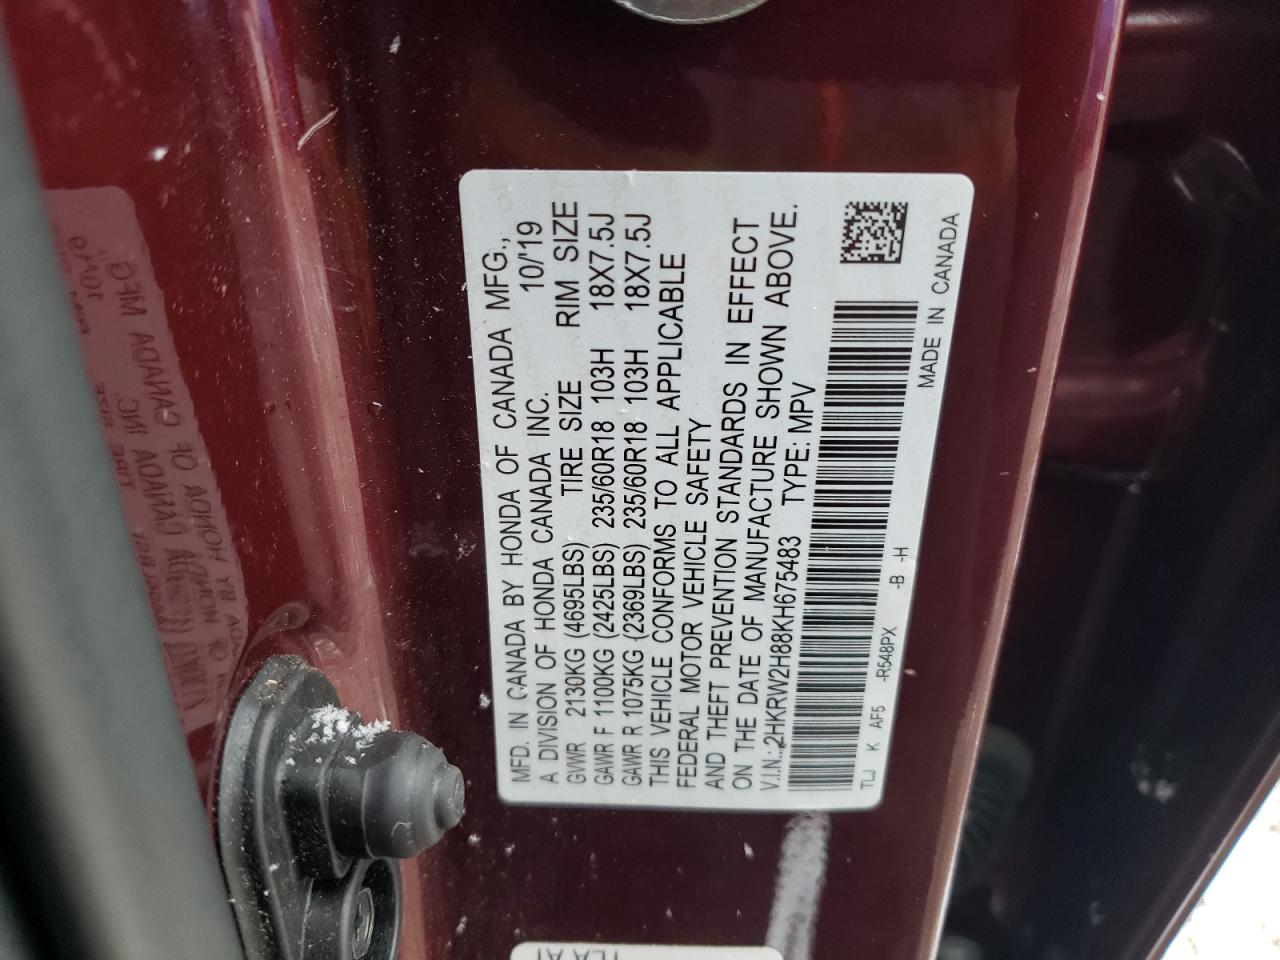 MFD. IN CANADA BY HONDA OF CANADA MFG.,
A DIVISION OF HONDA CANADA INC. 10/'19
GVWR 2130KG (4695LBS) TIRE SIZE RIM SIZE
GAWR F 1100KG (2425LBS) 235/60R18 103H 18X7.5J
GAWR R 1075KG (2369LBS) 235/60R18 103H 18X7.5J
THIS VEHICLE CONFORMS TO ALL APPLICABLE
FEDERAL MOTOR VEHICLE SAFETY
AND THEFT PREVENTION STANDARDS IN EFFECT
ON THE DATE OF MANUFACTURE SHOWN ABOVE.
V.I.N.: 2HKRW2H88KH675483 TYPE: MPV
TLJ K AF5 -R548PX -B -H
MADE IN CANADA